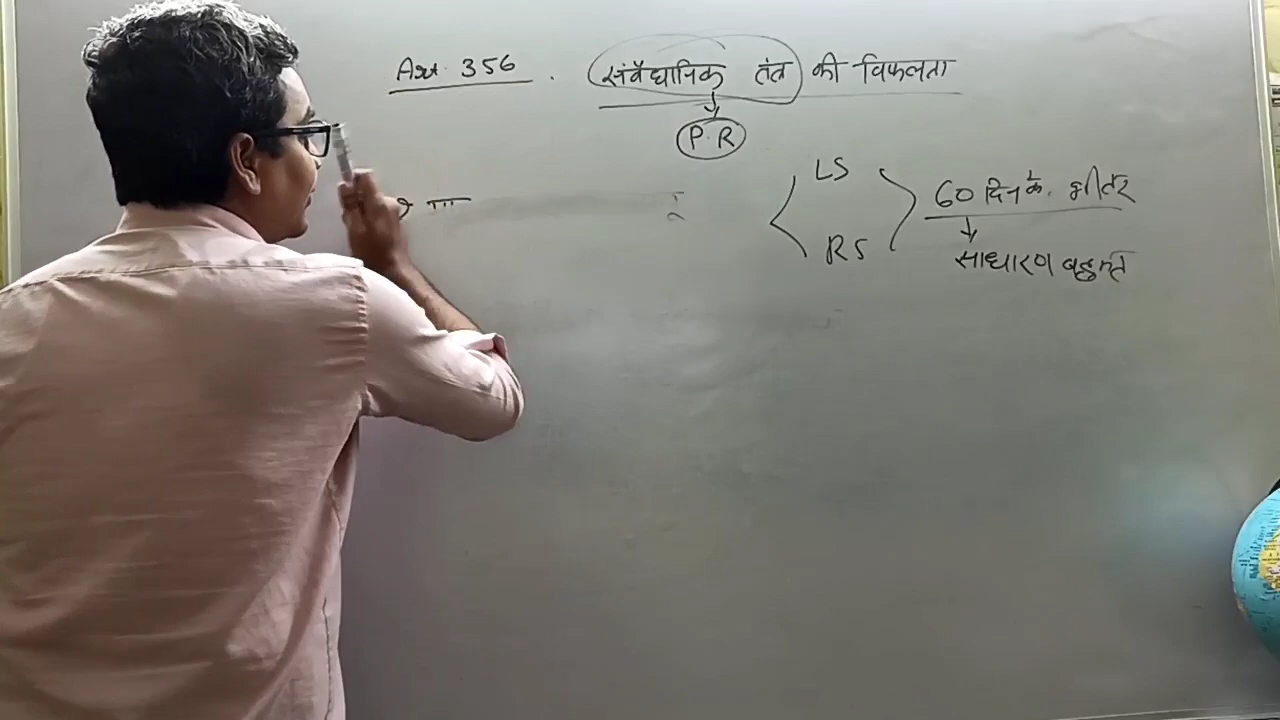 Art 356 . संवैधानिक तंत्र की विफलता
P.R
LS
60 दिन के भीतर
RS
साधारण बहुमत